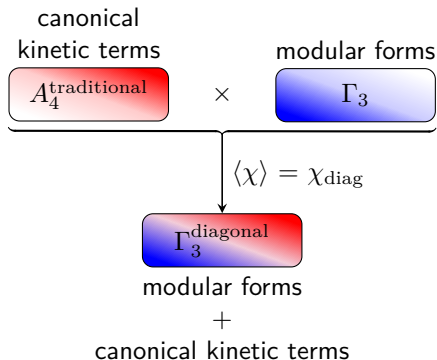 canonical
kinetic terms
modular forms
A_4^traditional × Γ_3
⟨χ⟩ = χ_diag
Γ_3^diagonal
modular forms
+
canonical kinetic terms